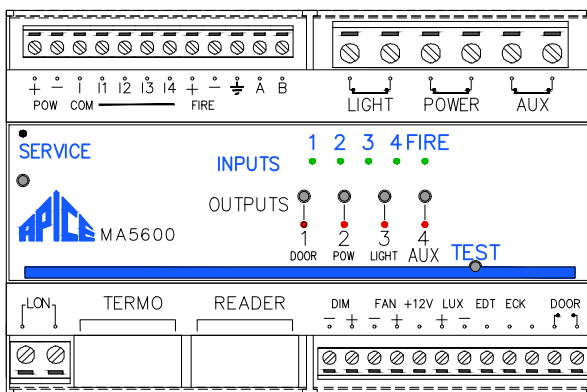 + − I I1 I2 I3 I4 + − A B
POW COM FIRE
LIGHT POWER AUX
SERVICE
1 2 3 4 FIRE
INPUTS
OUTPUTS
APICE MA5600
1 2 3 4
DOOR POW LIGHT AUX
TEST
LON TERMO READER
DIM FAN +12V LUX EDT ECK DOOR
− + − + + −